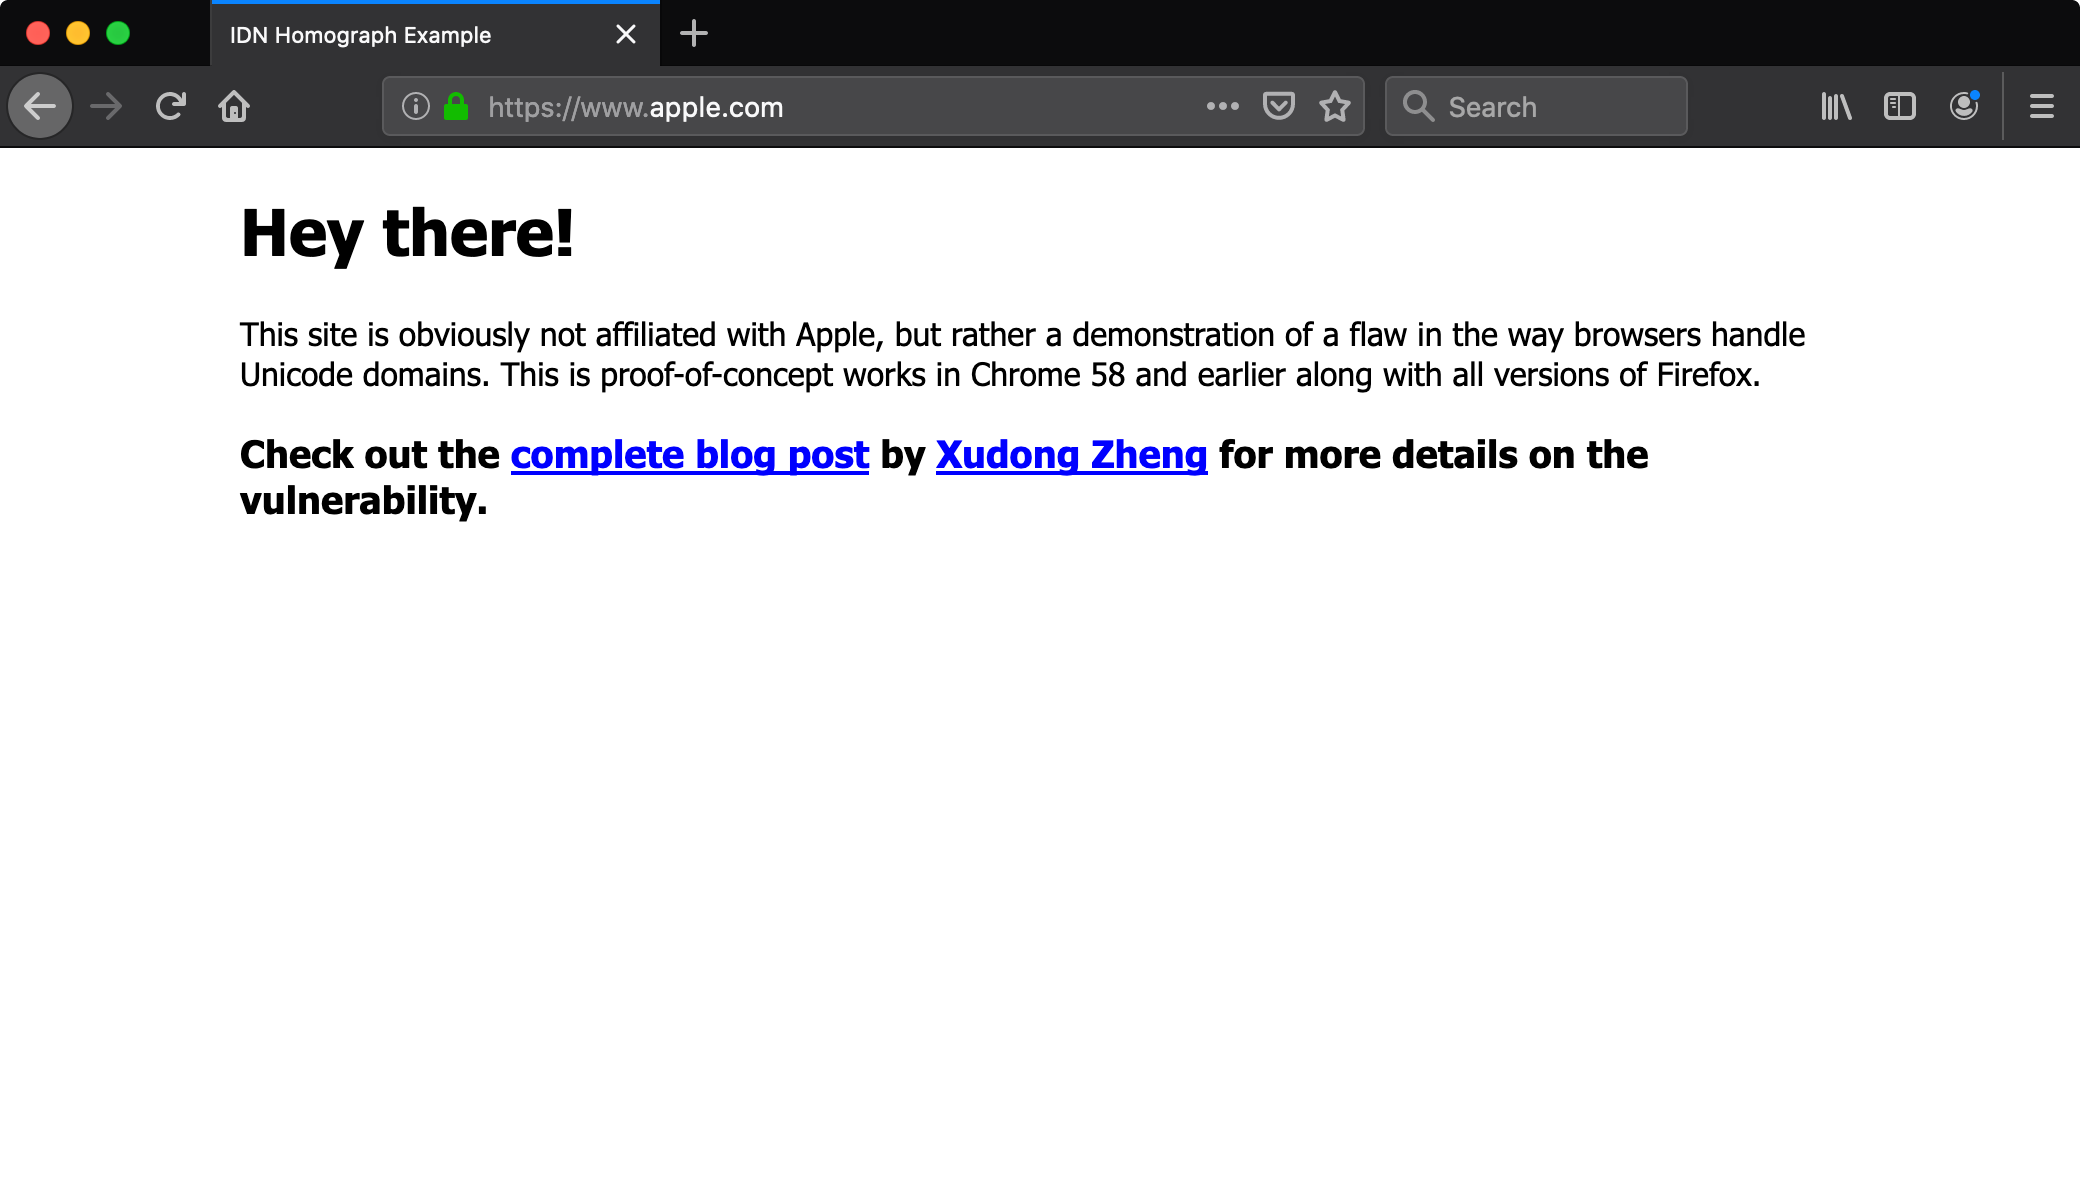 IDN Homograph Example
https://www.apple.com
Search
Hey there!
This site is obviously not affiliated with Apple, but rather a demonstration of a flaw in the way browsers handle
Unicode domains. This is proof-of-concept works in Chrome 58 and earlier along with all versions of Firefox.
Check out the complete blog post by Xudong Zheng for more details on the
vulnerability.